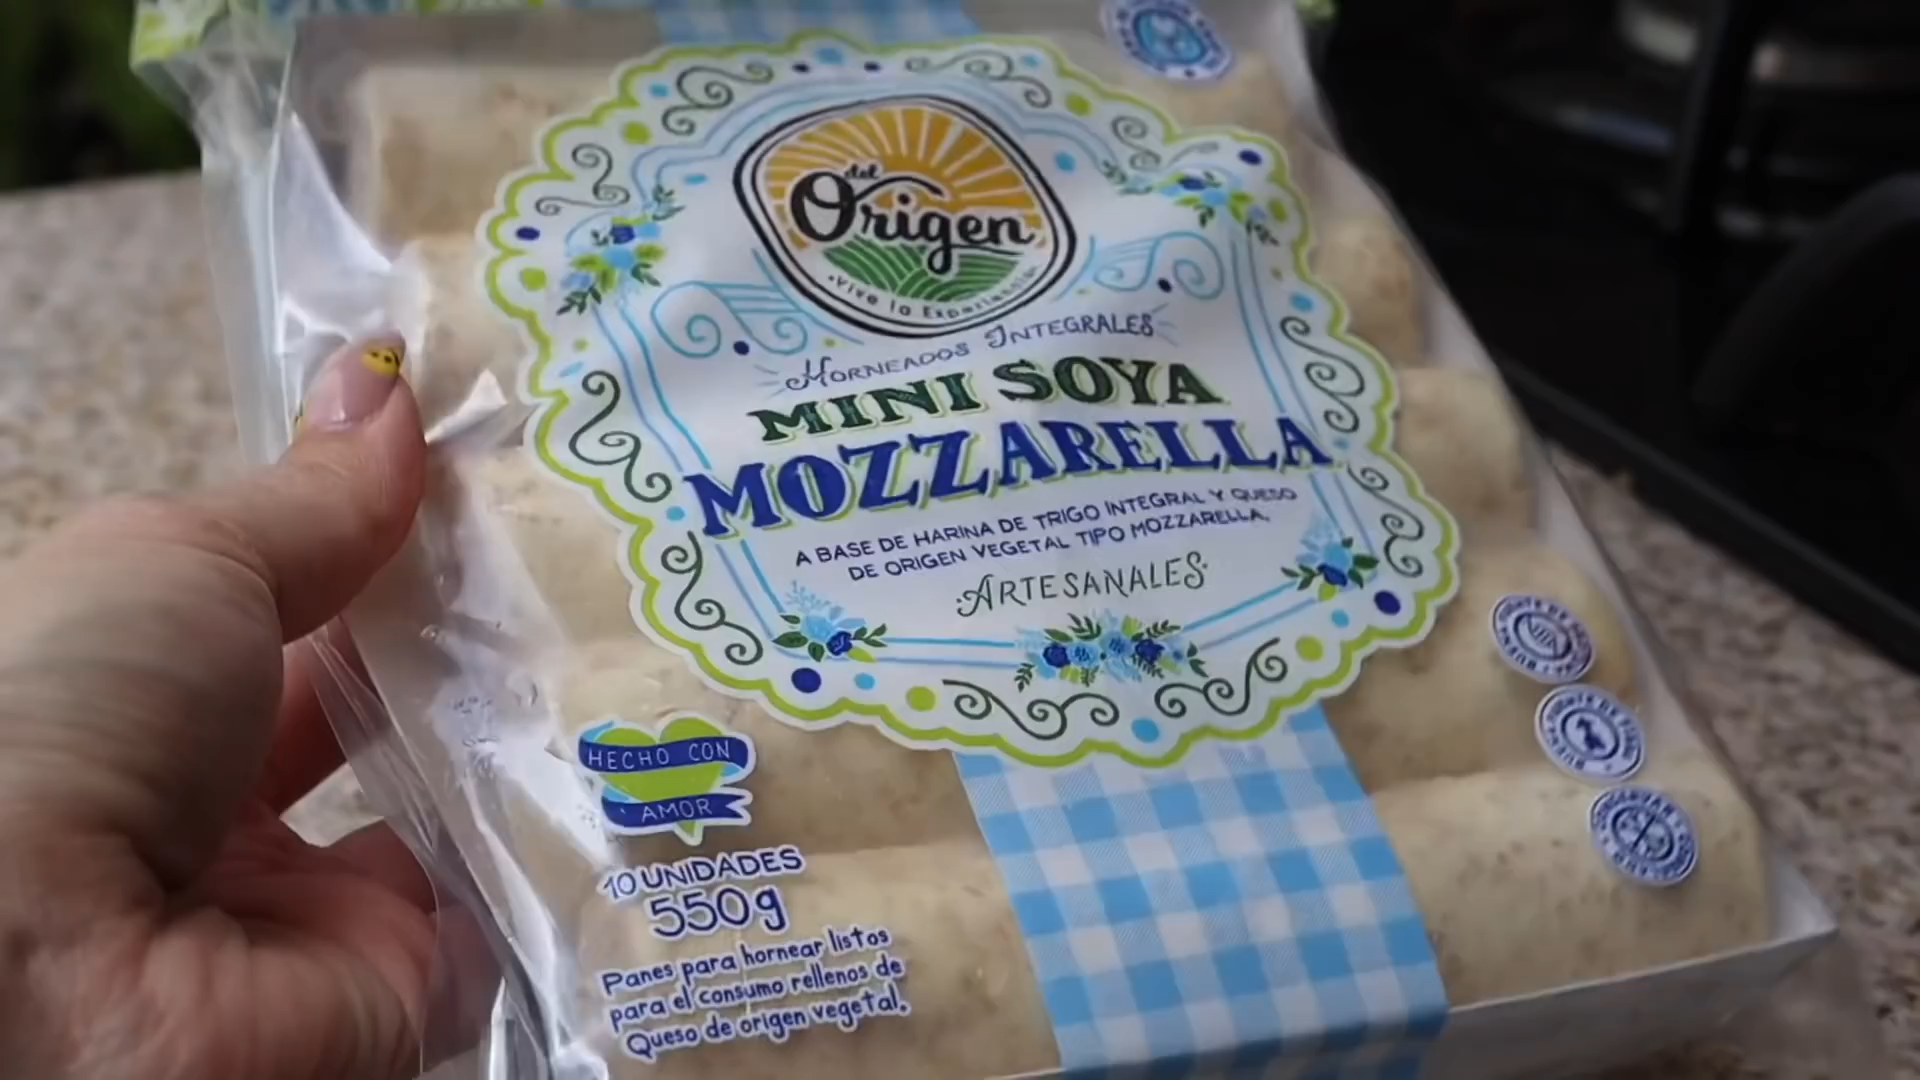 del
Origen
Vive la Experiencia
HORNEADOS INTEGRALES
MINI SOYA
MOZZARELLA
A BASE DE HARINA DE TRIGO INTEGRAL Y QUESO
DE ORIGEN VEGETAL TIPO MOZZARELLA.
ARTESANALES
HECHO CON
AMOR
10 UNIDADES
550g
Panes para hornear listos
para el consumo rellenos de
Queso de origen vegetal.